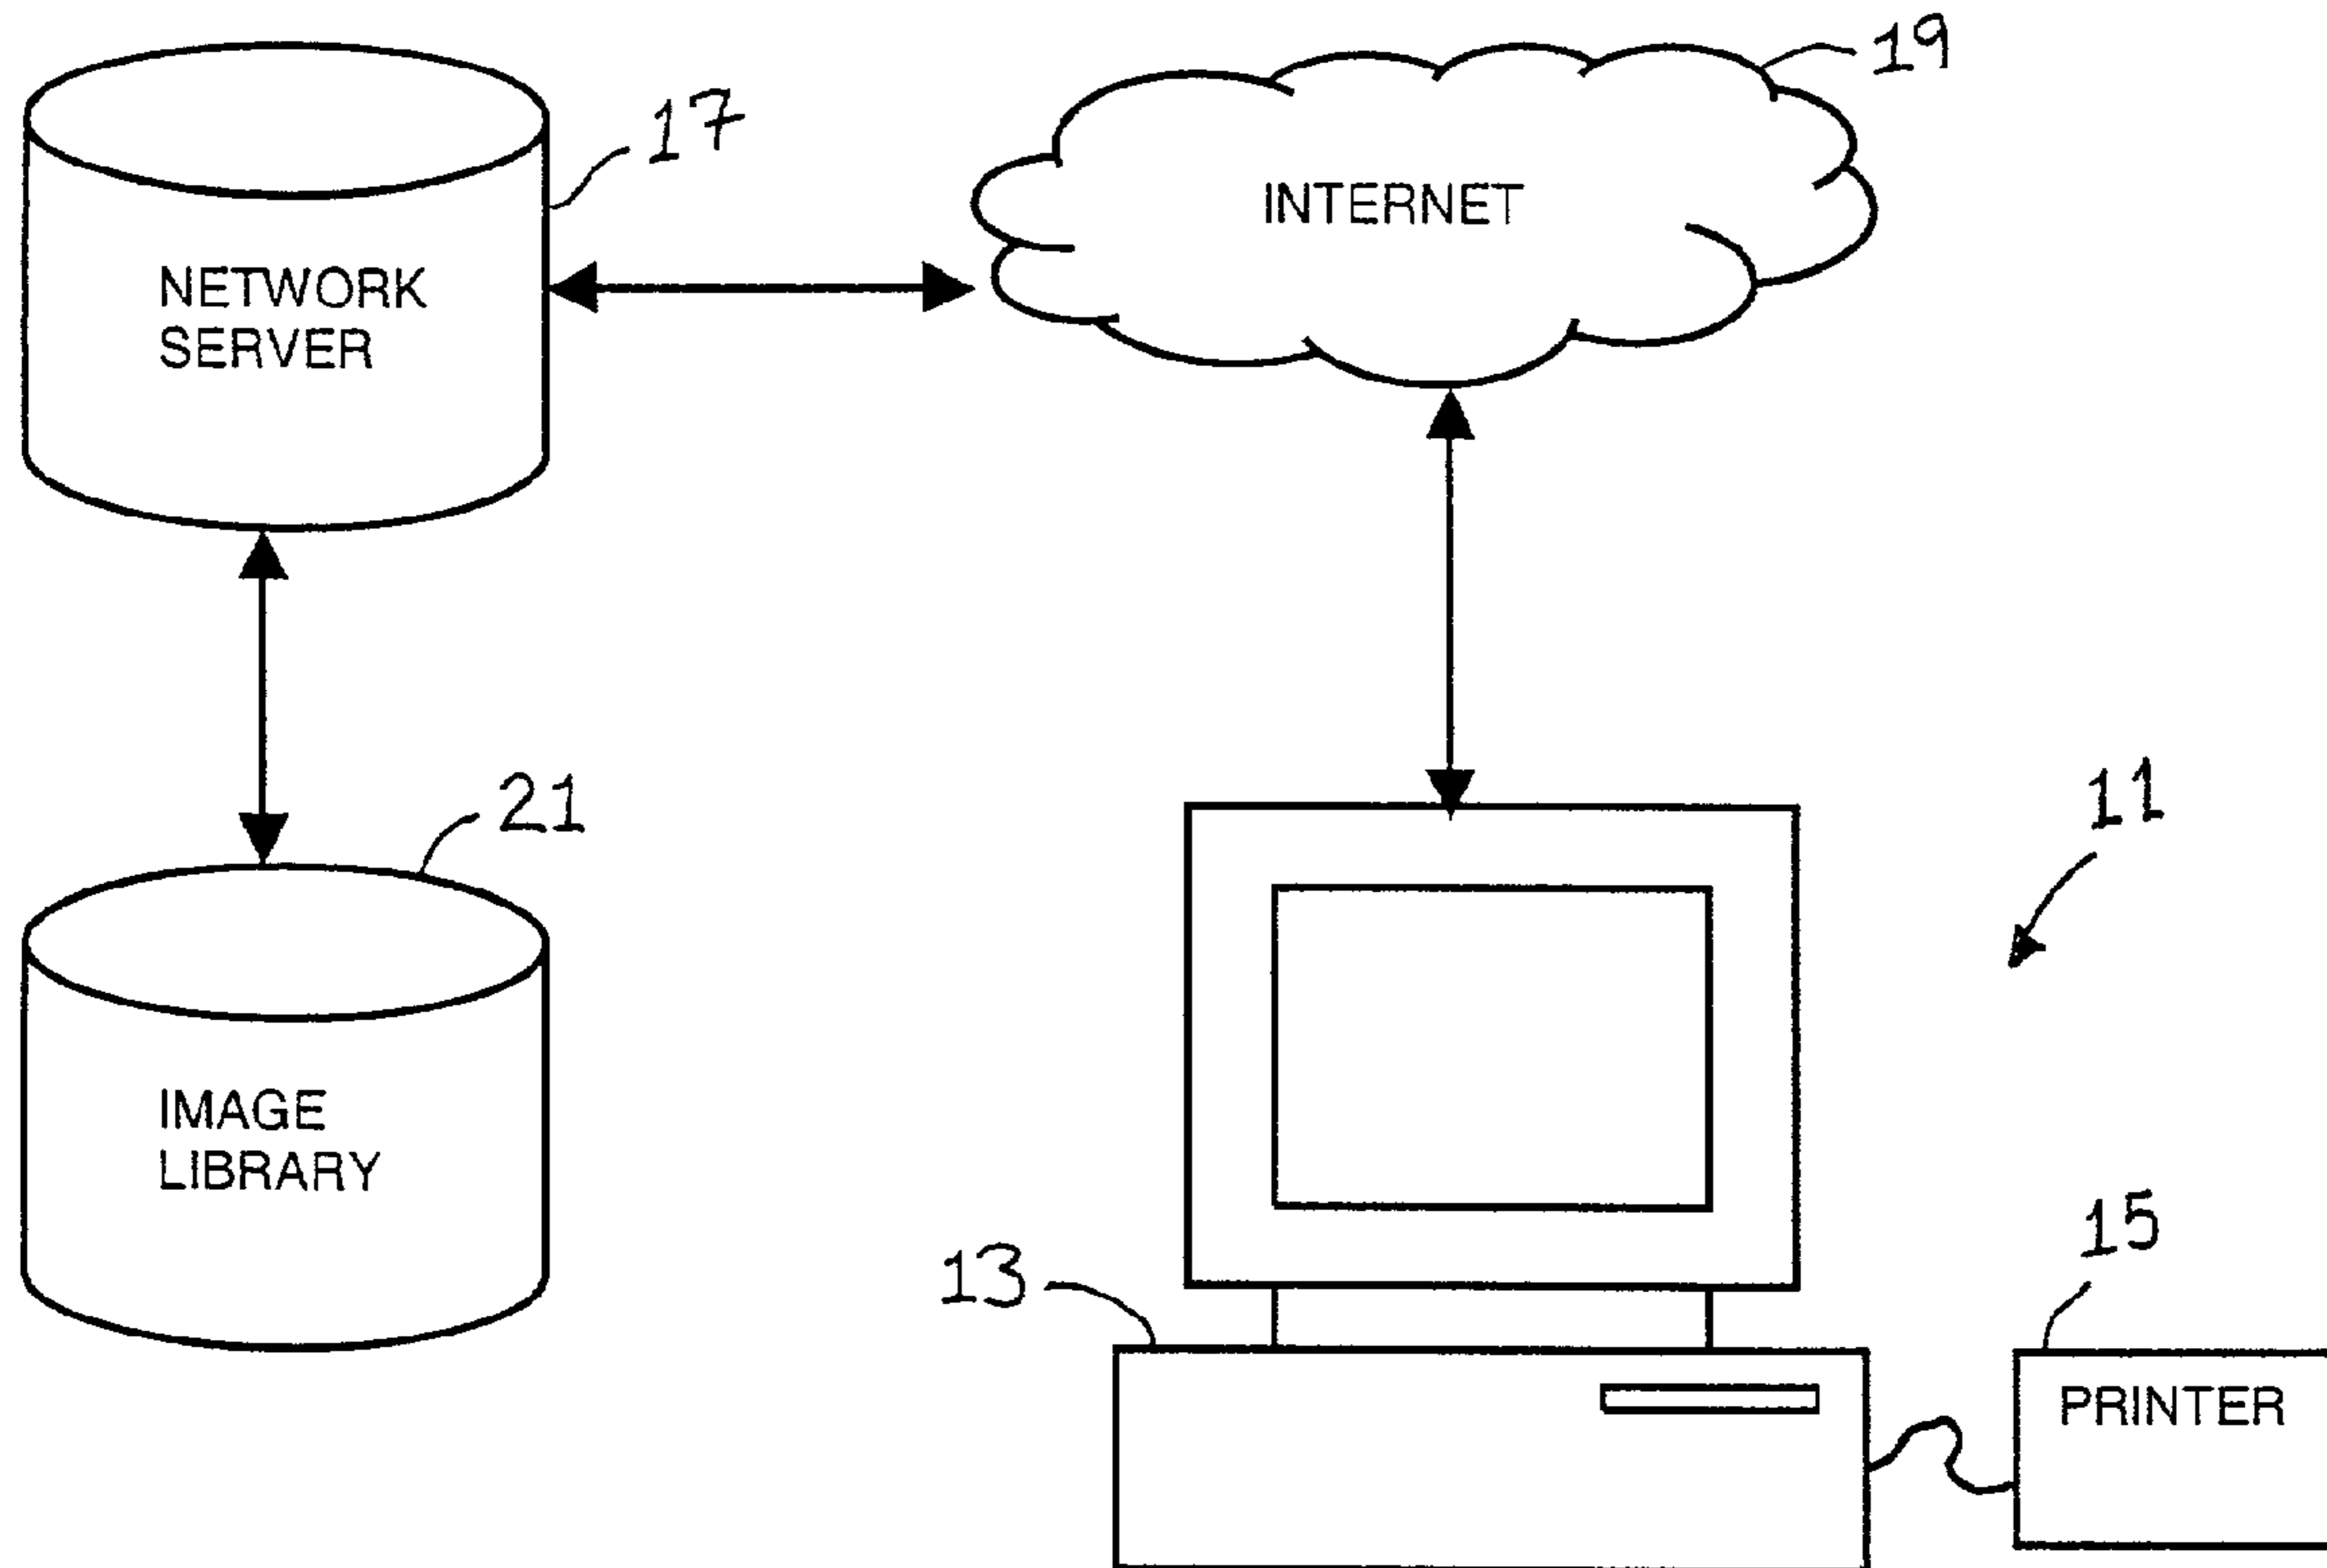 19
17
INTERNET
NETWORK
SERVER
21
11
IMAGE
LIBRARY
15
13
PRINTER